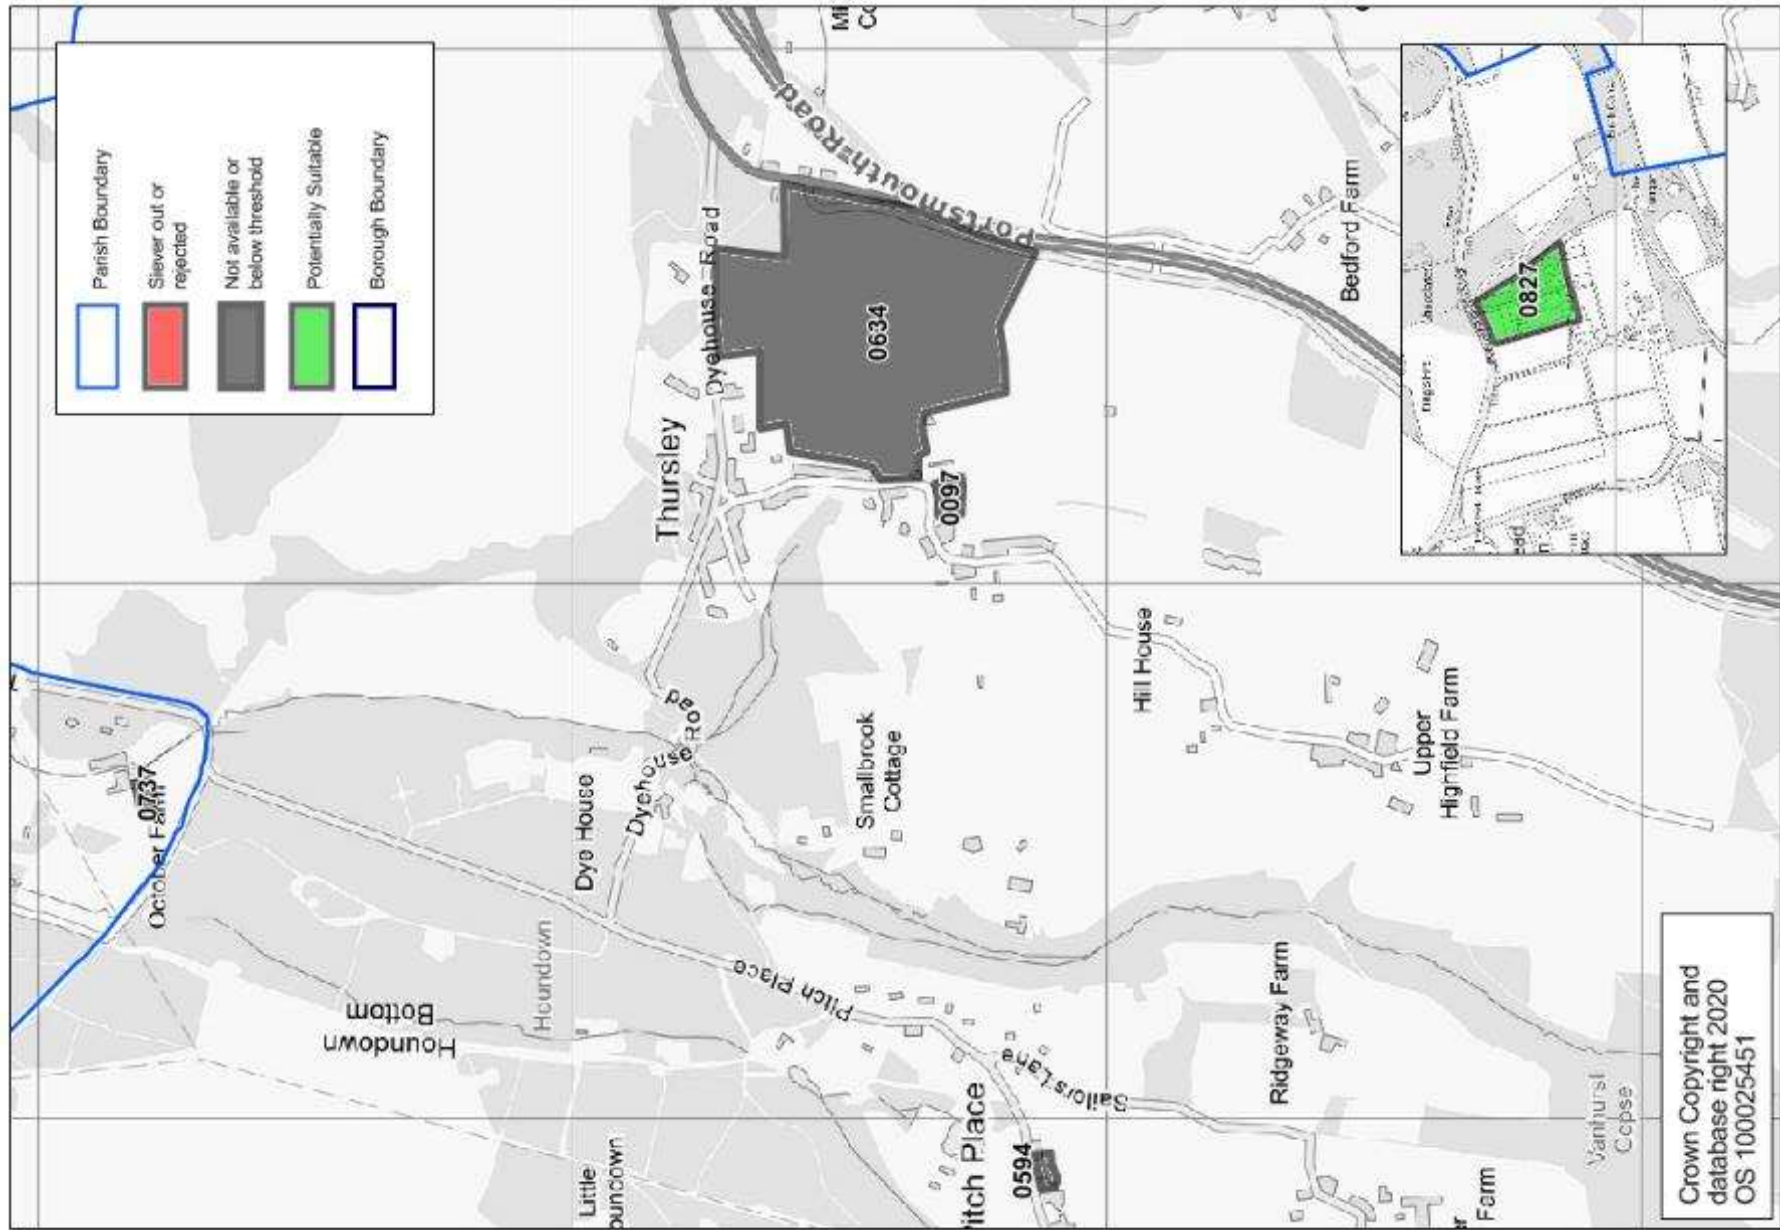 Parish Boundary
Siever out or
rejected
Not available or
below threshold
Potentially Suitable
Borough Boundary
0737
October Farm
Thursley
Dyehouse Road
Portsmouth Road
0634
0097
Bedford Farm
0827
Dye House
Dyehouse Road
Smallbrook
Cottage
Hill House
Upper
Highfield Farm
Houndown
Bottom
Houndown
Pitch Place
Sailors Lane
Ridgeway Farm
Little
oundown
itch Place
0594
Farm
Vanhurst
Copse
Crown Copyright and
database right 2020
OS 100025451